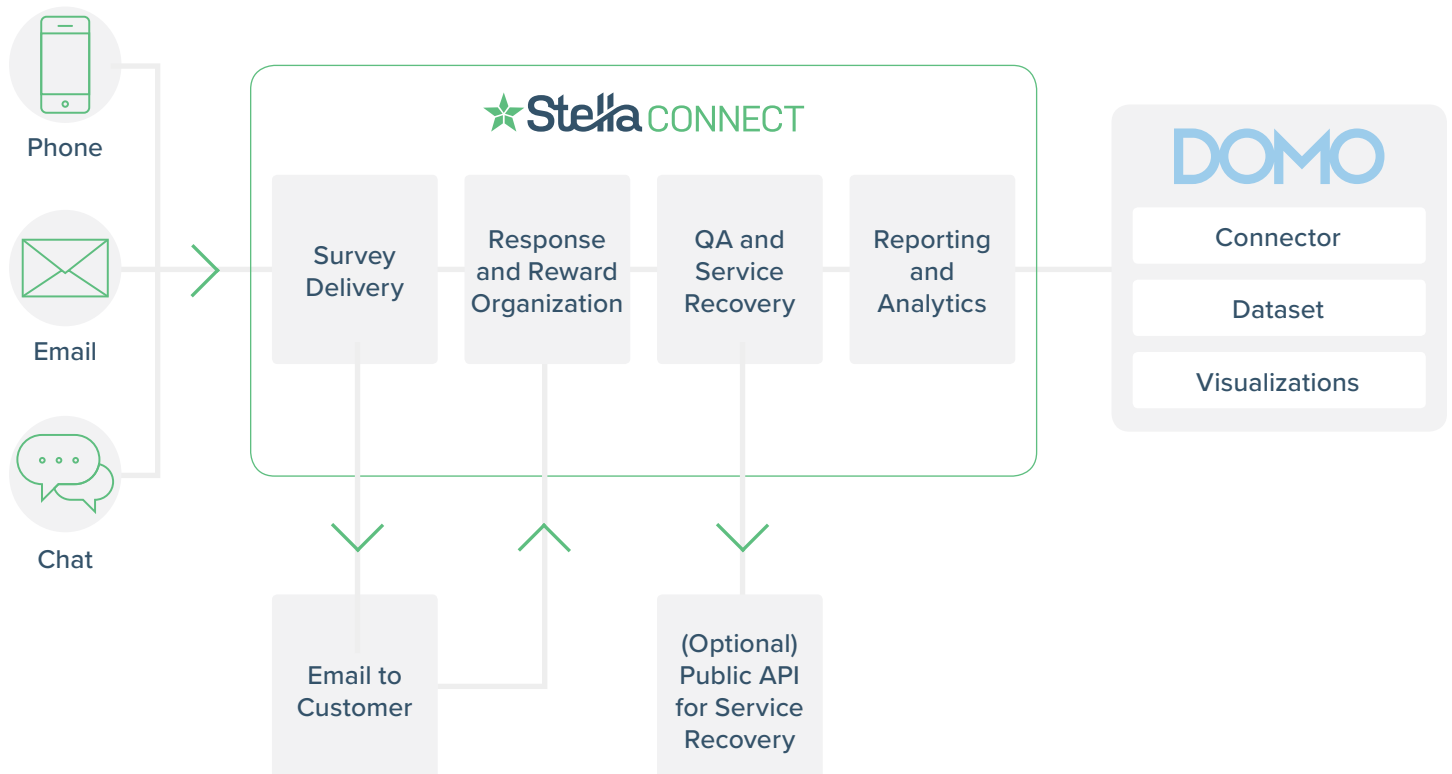 Phone
Email
Chat
Stella CONNECT
Survey
Delivery
Response
and Reward
Organization
QA and
Service
Recovery
Reporting
and
Analytics
Email to
Customer
(Optional)
Public API
for Service
Recovery
DOMO
Connector
Dataset
Visualizations